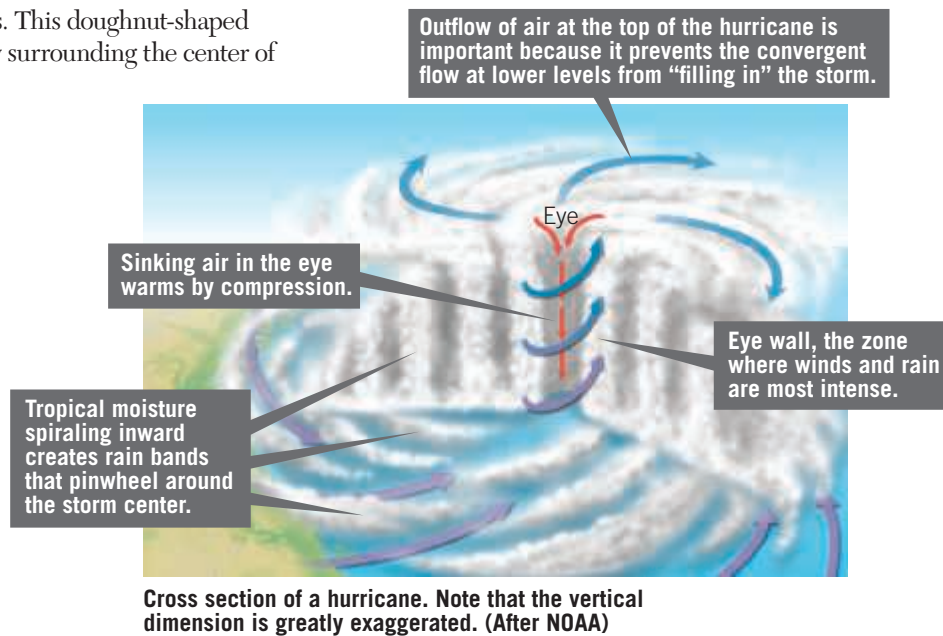 s. This doughnut-shaped
surrounding the center of
Outflow of air at the top of the hurricane is
important because it prevents the convergent
flow at lower levels from “filling in” the storm.
Eye
Sinking air in the eye
warms by compression.
Eye wall, the zone
where winds and rain
are most intense.
Tropical moisture
spiraling inward
creates rain bands
that pinwheel around
the storm center.
Cross section of a hurricane. Note that the vertical
dimension is greatly exaggerated. (After NOAA)